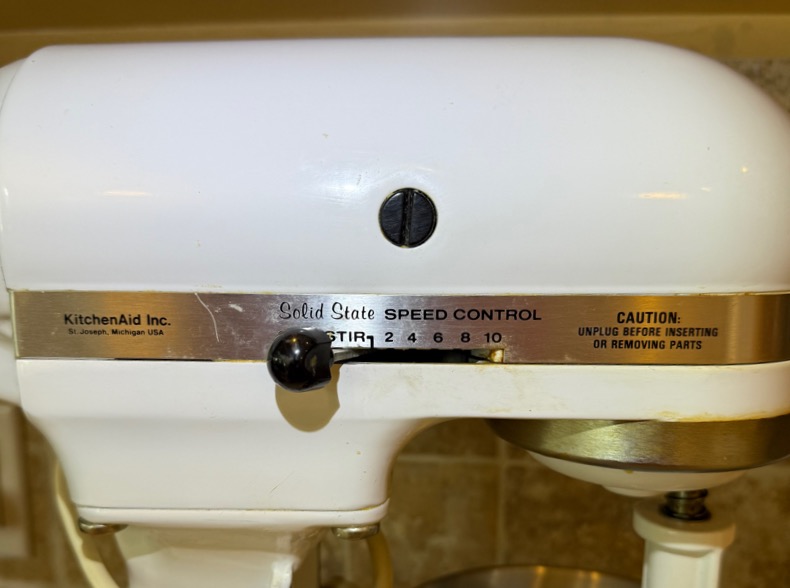 KitchenAid Inc.
St. Joseph, Michigan USA
Solid State SPEED CONTROL
STIR 2 4 6 8 10
CAUTION:
UNPLUG BEFORE INSERTING
OR REMOVING PARTS